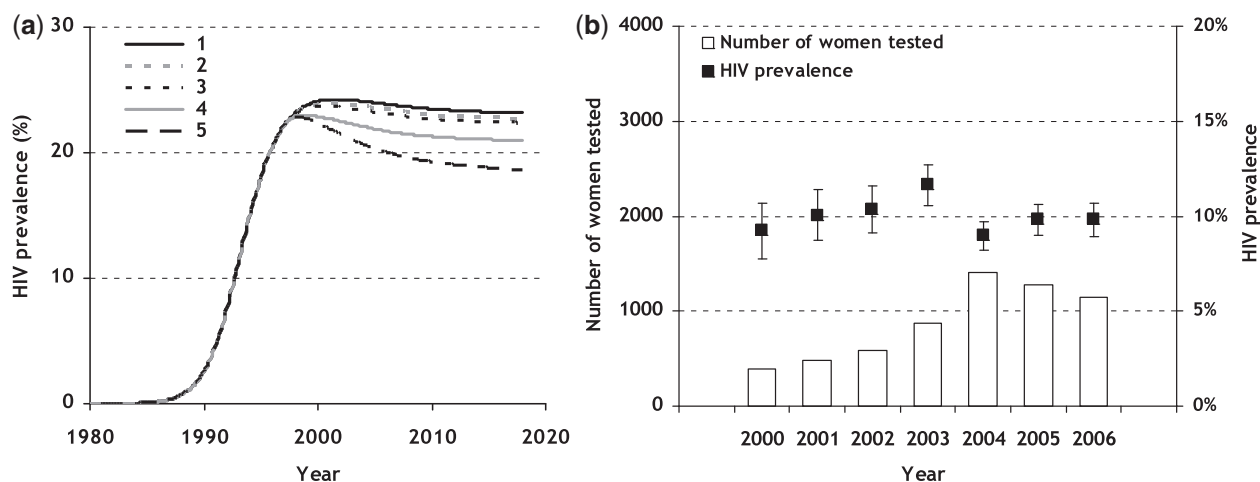 (a)
HIV prevalence (%)
30
20
10
0
1
2
3
4
5
1980 1990 2000 2010 2020
Year
(b)
Number of women tested
4000
3000
2000
1000
0
Number of women tested
HIV prevalence
20%
15%
10%
5%
0%
HIV prevalence
2000 2001 2002 2003 2004 2005 2006
Year